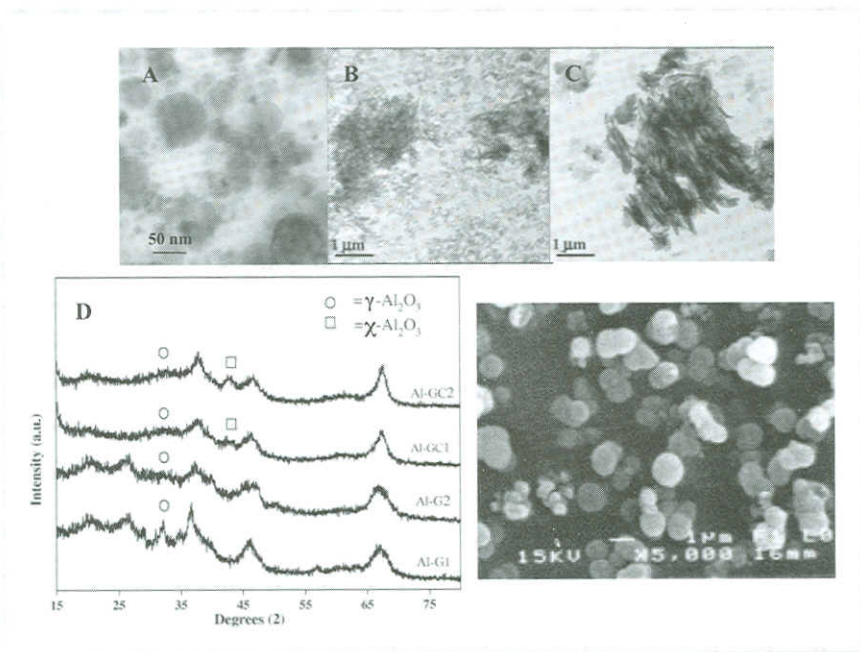 A
50 nm
B
1 µm
C
1 µm
D
○ =γ-Al₂O₃
□ =χ-Al₂O₃
Al-GC2
Al-GC1
Al-G2
Al-G1
Intensity (a.u.)
15 25 35 45 55 65 75
Degrees (2)
1µm
15KV X5,000 16mm